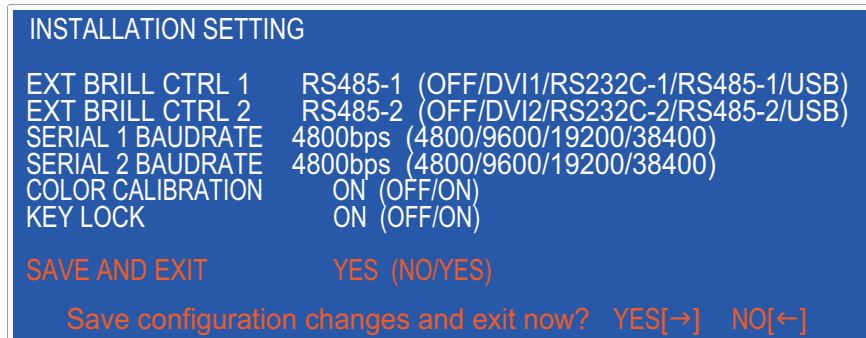 INSTALLATION SETTING
EXT BRILL CTRL 1 RS485-1 (OFF/DVI1/RS232C-1/RS485-1/USB)
EXT BRILL CTRL 2 RS485-2 (OFF/DVI2/RS232C-2/RS485-2/USB)
SERIAL 1 BAUDRATE 4800bps (4800/9600/19200/38400)
SERIAL 2 BAUDRATE 4800bps (4800/9600/19200/38400)
COLOR CALIBRATION ON (OFF/ON)
KEY LOCK ON (OFF/ON)
SAVE AND EXIT YES (NO/YES)
Save configuration changes and exit now? YES[→] NO[←]